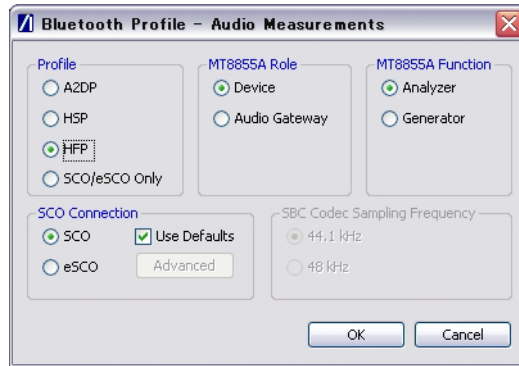 Bluetooth Profile - Audio Measurements
Profile
A2DP
HSP
HFP
SCO/eSCO Only
MT8855A Role
Device
Audio Gateway
MT8855A Function
Analyzer
Generator
SCO Connection
SCO
Use Defaults
eSCO
Advanced
SBC Codec Sampling Frequency
44.1 kHz
48 kHz
OK
Cancel